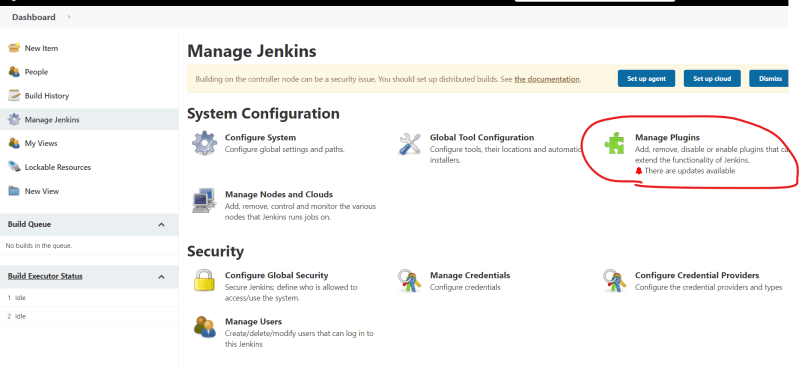 Dashboard
New Item
People
Build History
Manage Jenkins
My Views
Lockable Resources
New View
Build Queue
No builds in the queue.
Build Executor Status
1 Idle
2 Idle
Manage Jenkins
Building on the controller node can be a security issue. You should set up distributed builds. See the documentation.
Set up agent
Set up cloud
Dismiss
System Configuration
Configure System
Configure global settings and paths.
Global Tool Configuration
Configure tools, their locations and automatic
installers.
Manage Plugins
Add, remove, disable or enable plugins that ca
extend the functionality of Jenkins.
There are updates available
Manage Nodes and Clouds
Add, remove, control and monitor the various
nodes that Jenkins runs jobs on.
Security
Configure Global Security
Secure Jenkins; define who is allowed to
access/use the system.
Manage Credentials
Configure credentials
Configure Credential Providers
Configure the credential providers and types
Manage Users
Create/delete/modify users that can log in to
this Jenkins